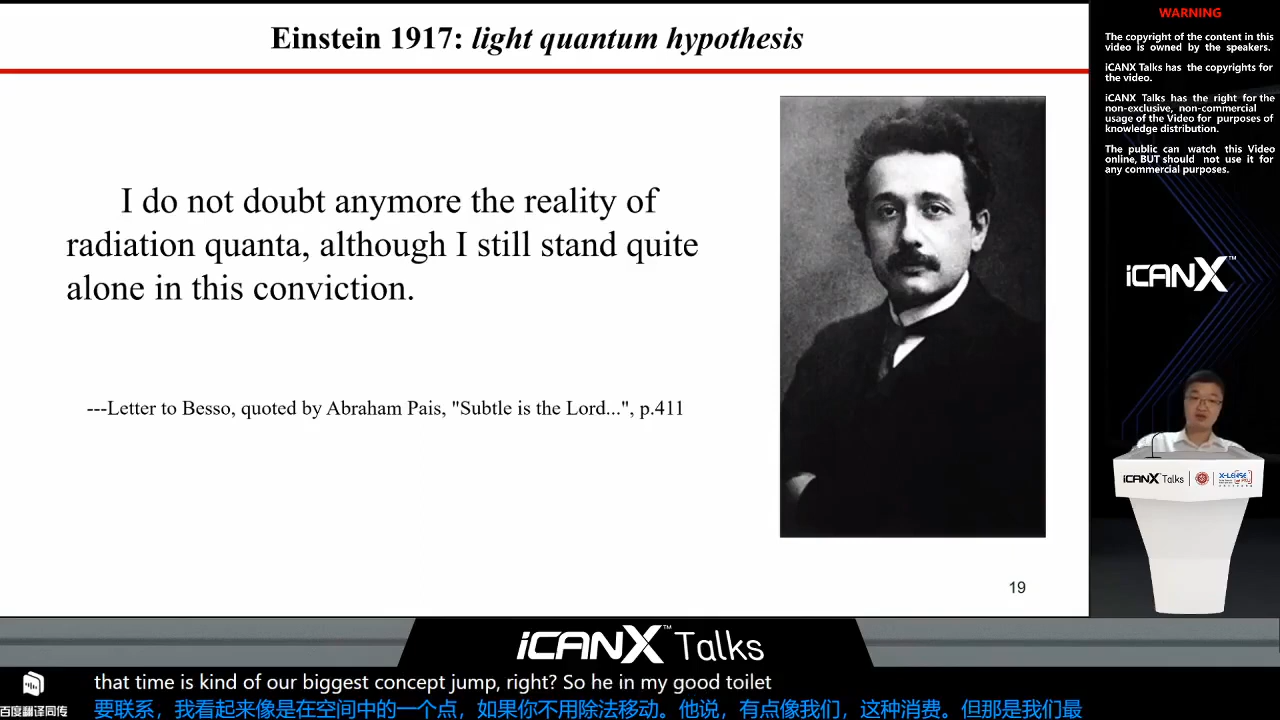 Einstein 1917: light quantum hypothesis
I do not doubt anymore the reality of
radiation quanta, although I still stand quite
alone in this conviction.
---Letter to Besso, quoted by Abraham Pais, "Subtle is the Lord...", p.411
19
WARNING
The copyright of the content in this
video is owned by the speakers.
iCANX Talks has the copyrights for
the video.
iCANX Talks has the right for the
non-exclusive, non-commercial
usage of the Video for purposes of
knowledge distribution.
The public can watch this Video
online, BUT should not use it for
any commercial purposes.
iCANX™
iCANX Talks
X-LENSE
iCANX™ Talks
that time is kind of our biggest concept jump, right? So he in my good toilet
百度翻译同传
要联系，我看起来像是在空间中的一个点，如果你不用除法移动。他说，有点像我们，这种消费。但那是我们最